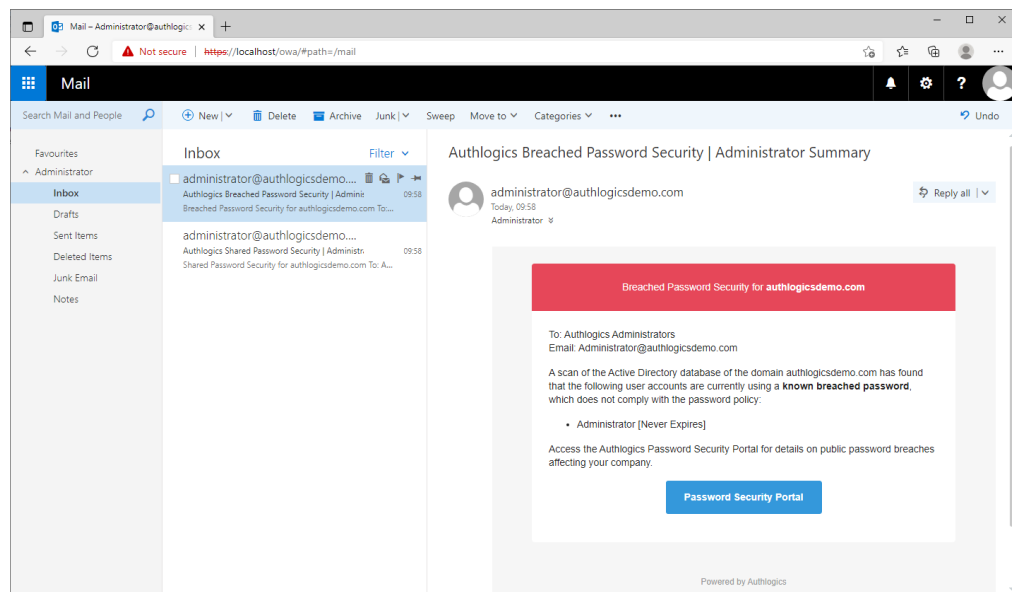 Mail – Administrator@authlogics
Not secure | https://localhost/owa/#path=/mail
Mail
?
Search Mail and People
New
Delete
Archive
Junk
Sweep
Move to
Categories
Undo
Favourites
Administrator
Inbox
Drafts
Sent Items
Deleted Items
Junk Email
Notes
Inbox
Filter
administrator@authlogicsdemo....
Authlogics Breached Password Security | Adminis
09:58
Breached Password Security for authlogicsdemo.com To:...
administrator@authlogicsdemo....
Authlogics Shared Password Security | Administr.
09:58
Shared Password Security for authlogicsdemo.com To: A...
Authlogics Breached Password Security | Administrator Summary
administrator@authlogicsdemo.com
Today, 09:58
Administrator
Reply all
Breached Password Security for authlogicsdemo.com
To: Authlogics Administrators
Email: Administrator@authlogicsdemo.com
A scan of the Active Directory database of the domain authlogicsdemo.com has found
that the following user accounts are currently using a known breached password,
which does not comply with the password policy:
• Administrator [Never Expires]
Access the Authlogics Password Security Portal for details on public password breaches
affecting your company.
Password Security Portal
Powered by Authlogics